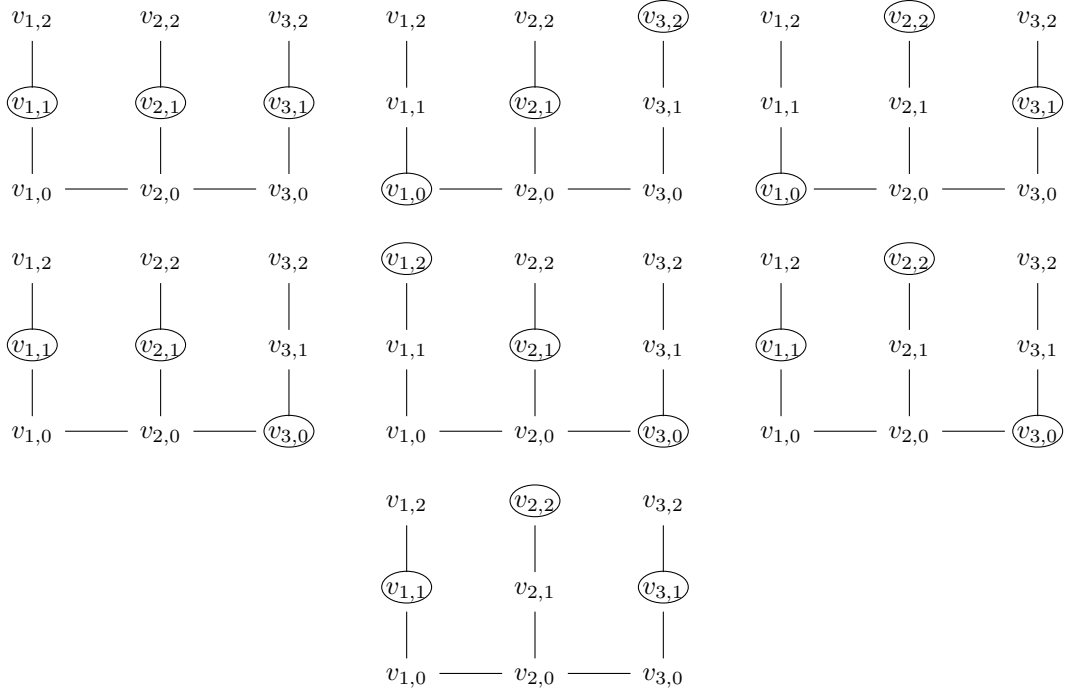 v1,2 v2,2 v3,2 v1,2 v2,2 v3,2 v1,2 v2,2 v3,2
v1,1 v2,1 v3,1 v1,1 v2,1 v3,1 v1,1 v2,1 v3,1
v1,0 v2,0 v3,0 v1,0 v2,0 v3,0 v1,0 v2,0 v3,0
v1,2 v2,2 v3,2 v1,2 v2,2 v3,2 v1,2 v2,2 v3,2
v1,1 v2,1 v3,1 v1,1 v2,1 v3,1 v1,1 v2,1 v3,1
v1,0 v2,0 v3,0 v1,0 v2,0 v3,0 v1,0 v2,0 v3,0
v1,2 v2,2 v3,2
v1,1 v2,1 v3,1
v1,0 v2,0 v3,0